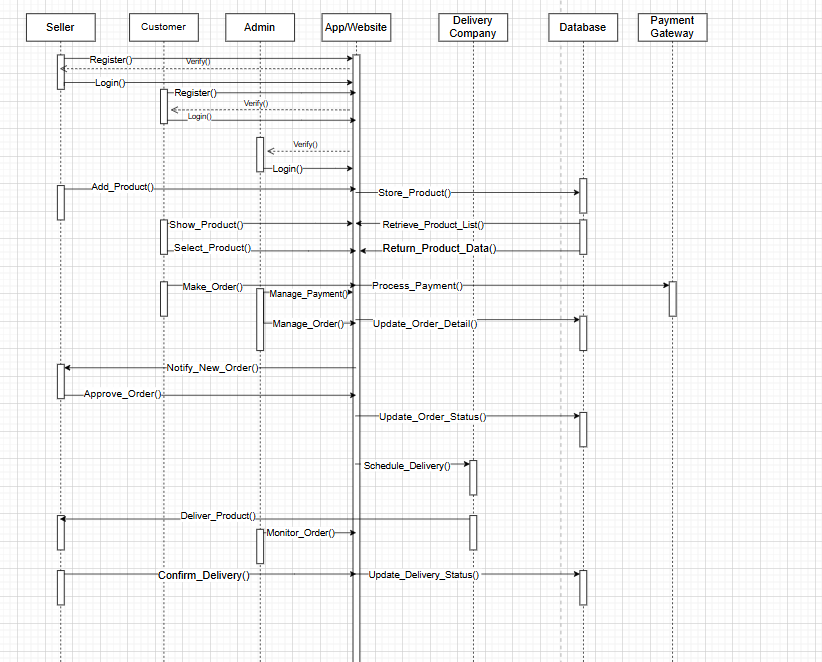 Seller
Customer
Admin
App/Website
Delivery
Company
Database
Payment
Gateway
Register()
Verify()
Login()
Register()
Verify()
Login()
Verify()
Login()
Add_Product()
Store_Product()
Show_Product()
Retrieve_Product_List()
Select_Product()
Return_Product_Data()
Make_Order()
Process_Payment()
Manage_Payment()
Manage_Order()
Update_Order_Detail()
Notify_New_Order()
Approve_Order()
Update_Order_Status()
Schedule_Delivery()
Deliver_Product()
Monitor_Order()
Confirm_Delivery()
Update_Delivery_Status()